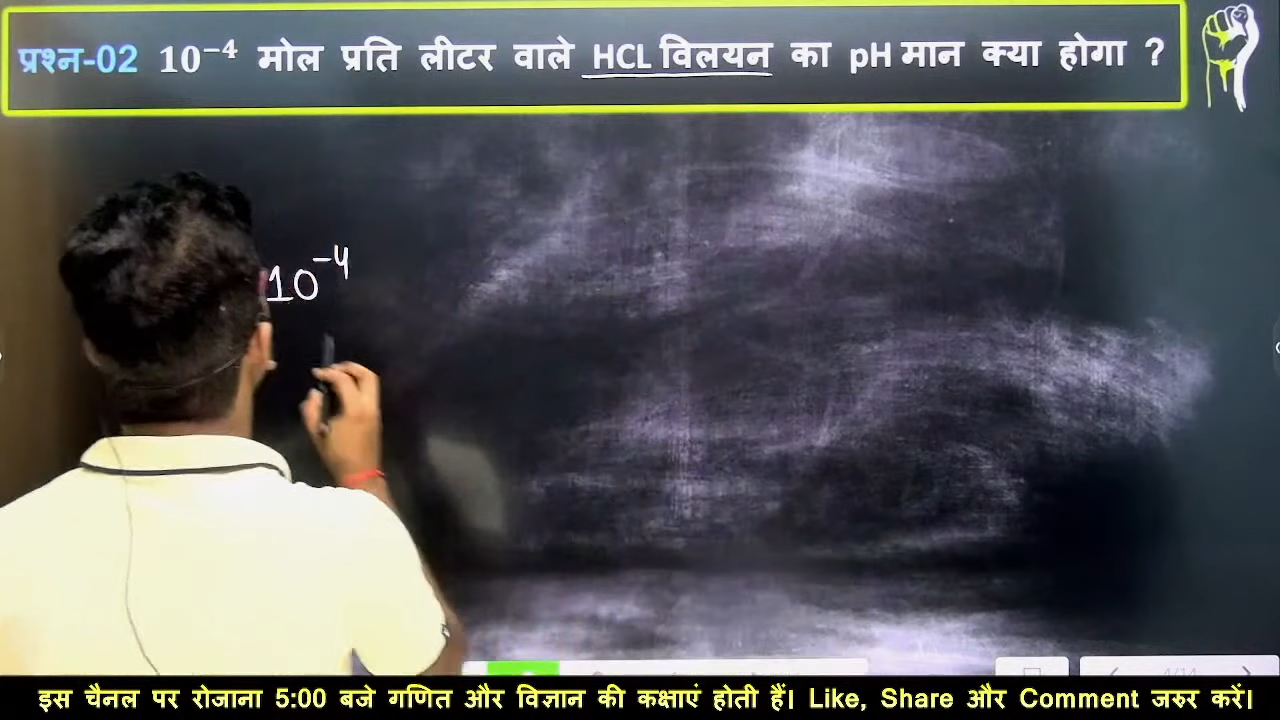 प्रश्न-02 10⁻⁴ मोल प्रति लीटर वाले HCL विलयन का pH मान क्या होगा ?
10⁻⁴
इस चैनल पर रोजाना 5:00 बजे गणित और विज्ञान की कक्षाएं होती हैं। Like, Share और Comment जरुर करें।